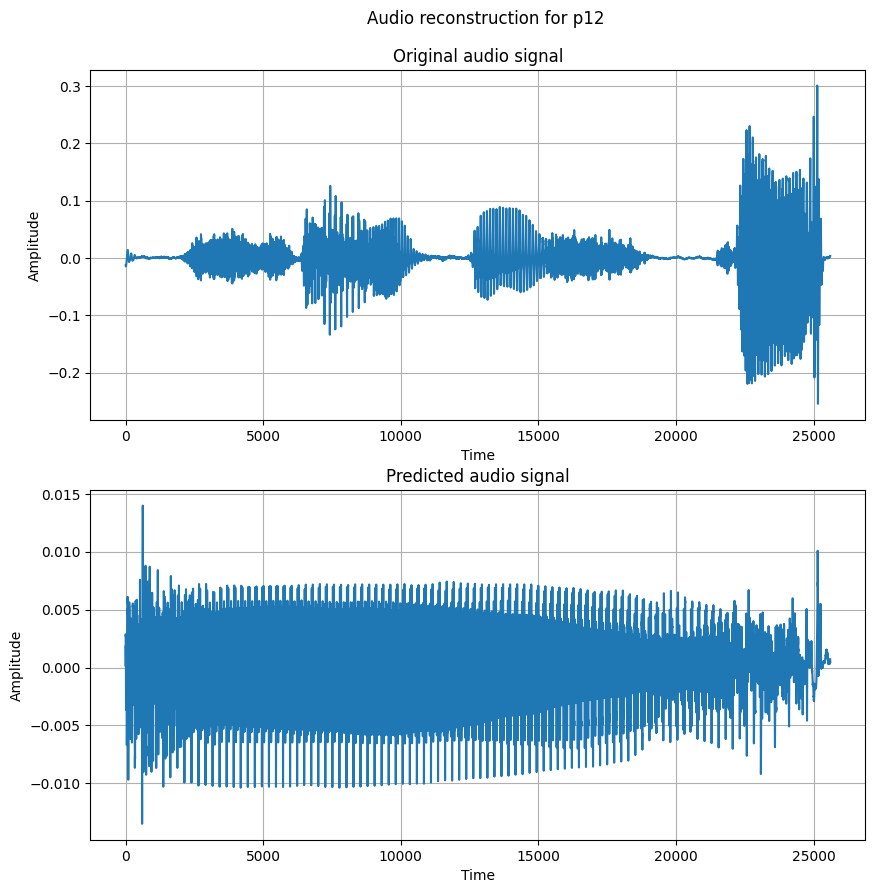 Audio reconstruction for p12
Original audio signal
0.3
0.2
0.1
0.0
−0.1
−0.2
Amplitude
0 5000 10000 15000 20000 25000
Time
Predicted audio signal
0.015
0.010
0.005
0.000
−0.005
−0.010
Amplitude
0 5000 10000 15000 20000 25000
Time